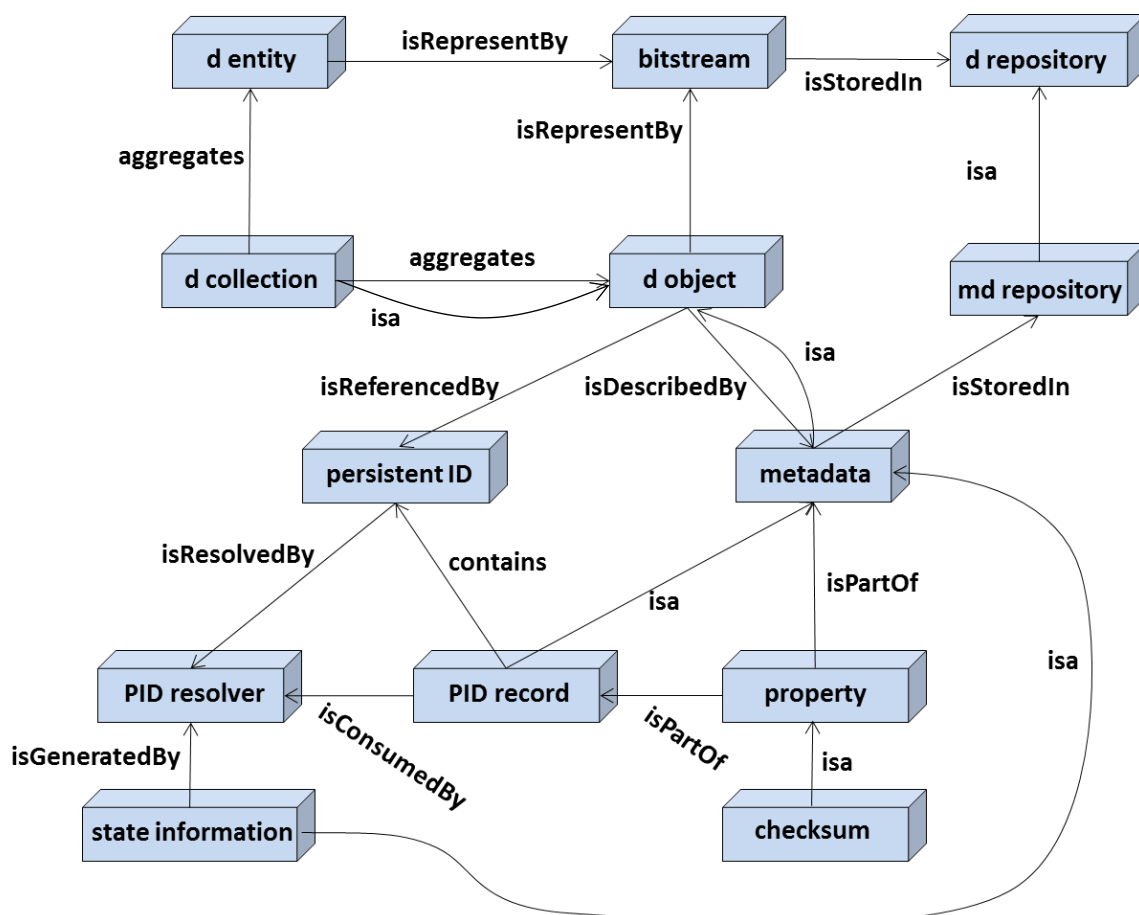 d entity
isRepresentBy
bitstream
isStoredIn
d repository
aggregates
isRepresentBy
isa
d collection
aggregates
isa
d object
md repository
isReferencedBy
isDescribedBy
isa
isStoredIn
persistent ID
metadata
isResolvedBy
contains
isa
isPartOf
isa
PID resolver
PID record
property
isGeneratedBy
isConsumedBy
isPartOf
isa
state information
checksum